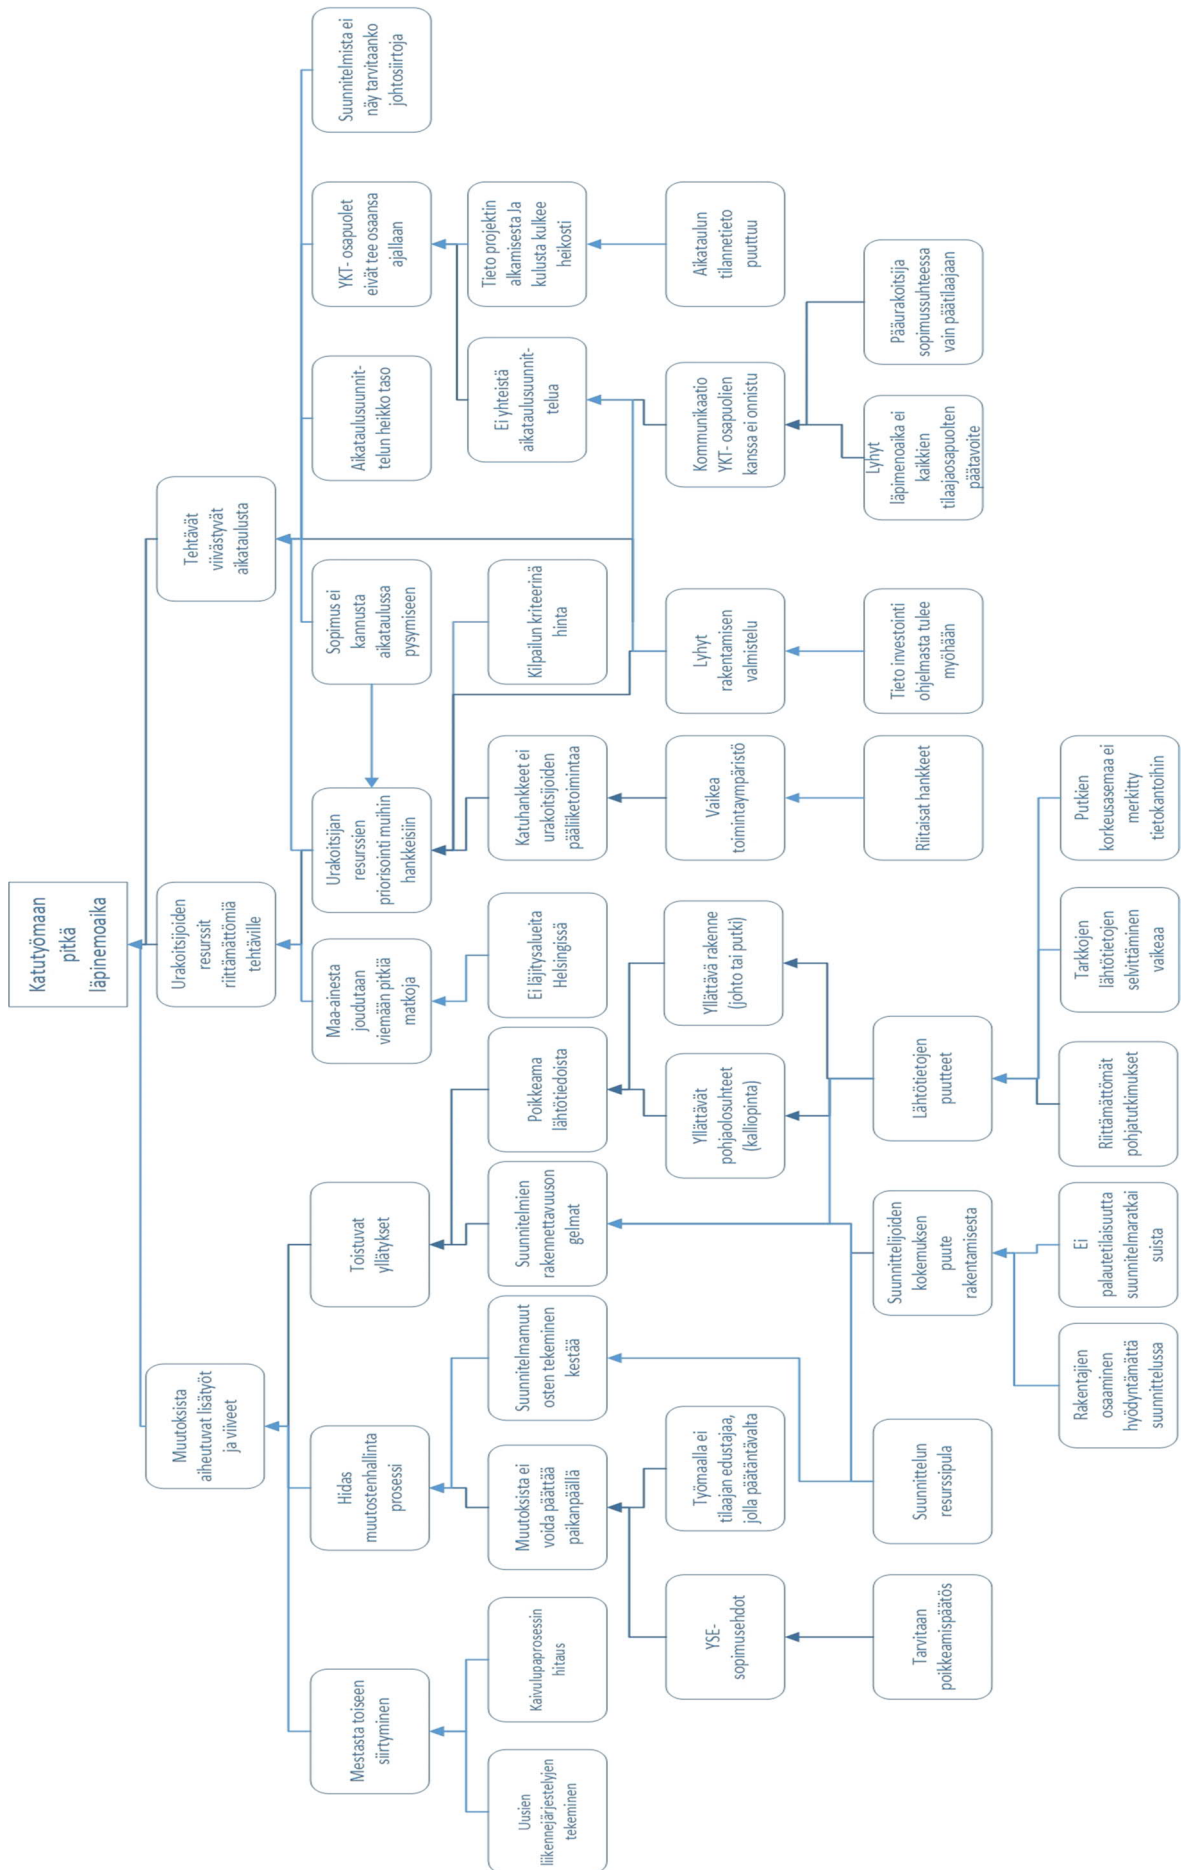 Katutyömaan
pitkä
läpinemoaika
Muutoksista
aiheutuvat lisätyöt
ja viiveet
Urakoitsijoiden
resurssit
riittämättömiä
tehtäville
Tehtävät
viivästyvät
aikataulusta
Mestasta toiseen
siirtyminen
Hidas
muutostenhallinta
prosessi
Toistuvat
yllätykset
Maa-ainesta
joudutaan
viemään pitkiä
matkoja
Urakoitsijan
resurssien
priorisointi muihin
hankkeisiin
Sopimus ei
kannusta
aikataulussa
pysymiseen
Aikataulusuunnit-
telun heikko taso
YKT- osapuolet
eivät tee osaansa
ajallaan
Suunnitelmista ei
näy tarvitaanko
johtosiirtoja
Uusien
liikennejärjestelyjen
tekeminen
Kaivulupaprosessin
hitaus
Muutoksista ei
voida päättää
paikanpäällä
Suunnitelmamuut
osten tekeminen
kestää
Suunnitelmien
rakennettavuuson
gelmat
Poikkeama
lähtötiedoista
Ei läjitysalueita
Helsingissä
Katuhankkeet ei
urakoitsijoiden
pääliiketoimintaa
Kilpailun kriteerinä
hinta
Ei yhteistä
aikataulusuunnit-
telua
Tieto projektin
alkamisesta Ja
kulusta kulkee
heikosti
YSE-
sopimusehdot
Työmaalla ei
tilaajan edustajaa,
jolla päätäntävalta
Yllättävät
pohjaolosuhteet
(kalliopinta)
Yllättävä rakenne
(johto tai putki)
Vaikea
toimintaympäristö
Lyhyt
rakentamisen
valmistelu
Kommunikaatio
YKT- osapuolien
kanssa ei onnistu
Aikataulun
tilannetieto
puuttuu
Tarvitaan
poikkeamispäätös
Suunnittelun
resurssipula
Suunnittelijoiden
kokemuksen
puute
rakentamisesta
Lähtötietojen
puutteet
Riitaisat hankkeet
Tieto investointi
ohjelmasta tulee
myöhään
Lyhyt
läpimenoaika ei
kaikkien
tilaajaosapuolten
päätavoite
Pääurakoitsija
sopimussuhteessa
vain päätilaajaan
Rakentajien
osaaminen
hyödyntämättä
suunnittelussa
Ei
palautetilaisuutta
suunnitelmaratkai
suista
Riittämättömät
pohjatutkimukset
Tarkkojen
lähtötietojen
selvittäminen
vaikeaa
Putkien
korkeusasemaa ei
merkitty
tietokantoihin